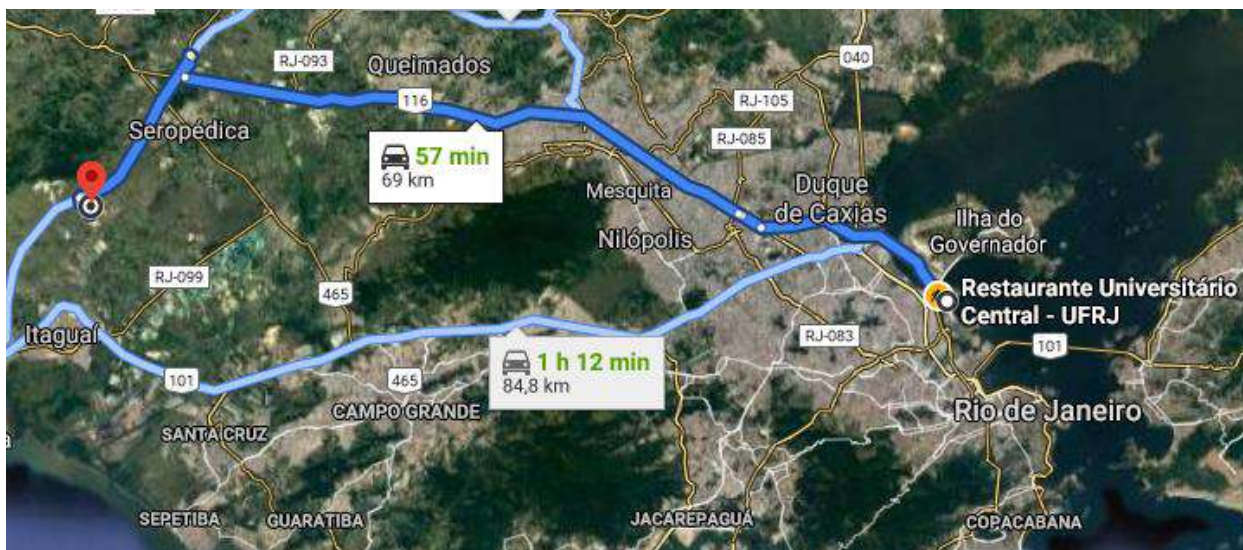 RJ-093
Queimados
040
116
RJ-105
Seropédica
57 min
69 km
RJ-085
Mesquita
Duque
de Caxias
Ilha do
Governador
Nilópolis
RJ-099
465
Restaurante Universitário
Central - UFRJ
Itaguaí
RJ-083
101
1 h 12 min
84,8 km
101
465
CAMPO GRANDE
Rio de Janeiro
SANTA CRUZ
SEPETIBA
GUARATIBA
JACAREPAGUÁ
COPACABANA